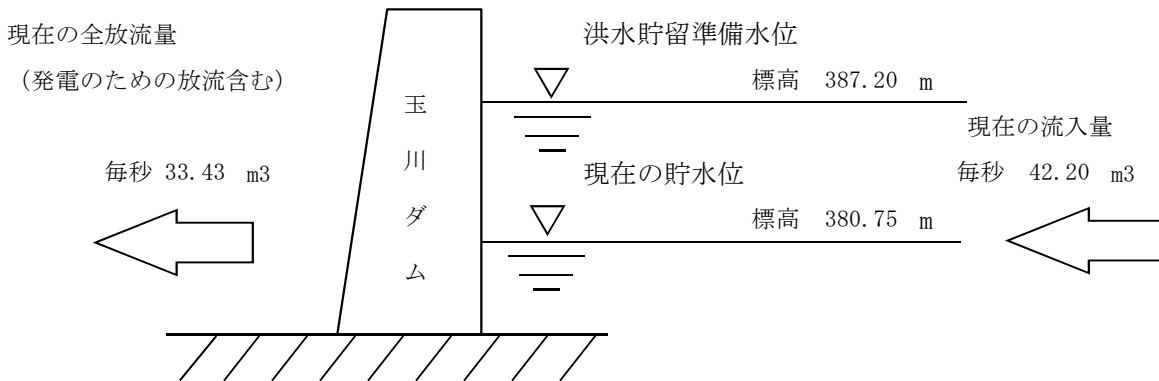 現在の全放流量
（発電のための放流含む）
毎秒 33.43 m3
玉川ダム
洪水貯留準備水位
標高 387.20 m
現在の貯水位
標高 380.75 m
現在の流入量
毎秒 42.20 m3